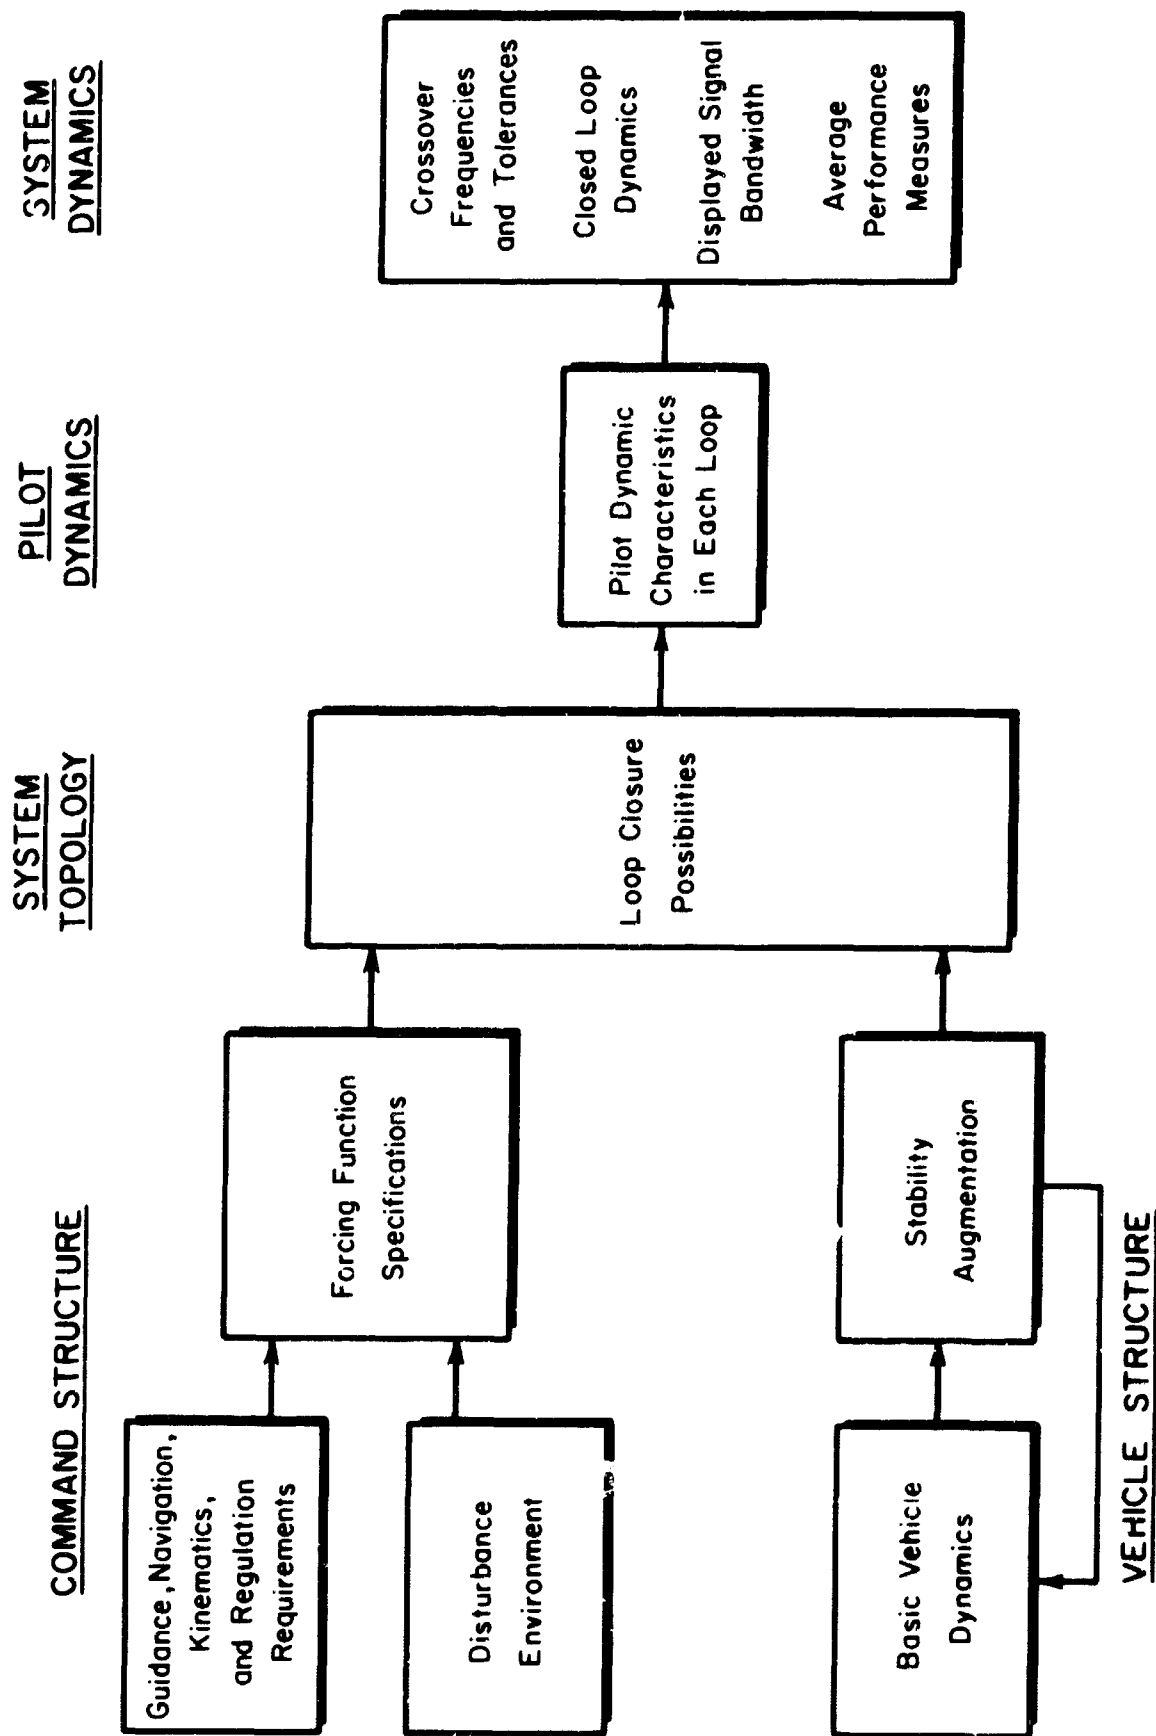 COMMAND STRUCTURE
SYSTEM
TOPOLOGY
PILOT
DYNAMICS
SYSTEM
DYNAMICS
Guidance, Navigation,
Kinematics,
and Regulation
Requirements
Disturbance
Environment
Forcing Function
Specifications
Basic Vehicle
Dynamics
Stability
Augmentation
Loop Closure
Possibilities
Pilot Dynamic
Characteristics
in Each Loop
Crossover
Frequencies
and Tolerances
Closed Loop
Dynamics
Displayed Signal
Bandwidth
Average
Performance
Measures
VEHICLE STRUCTURE